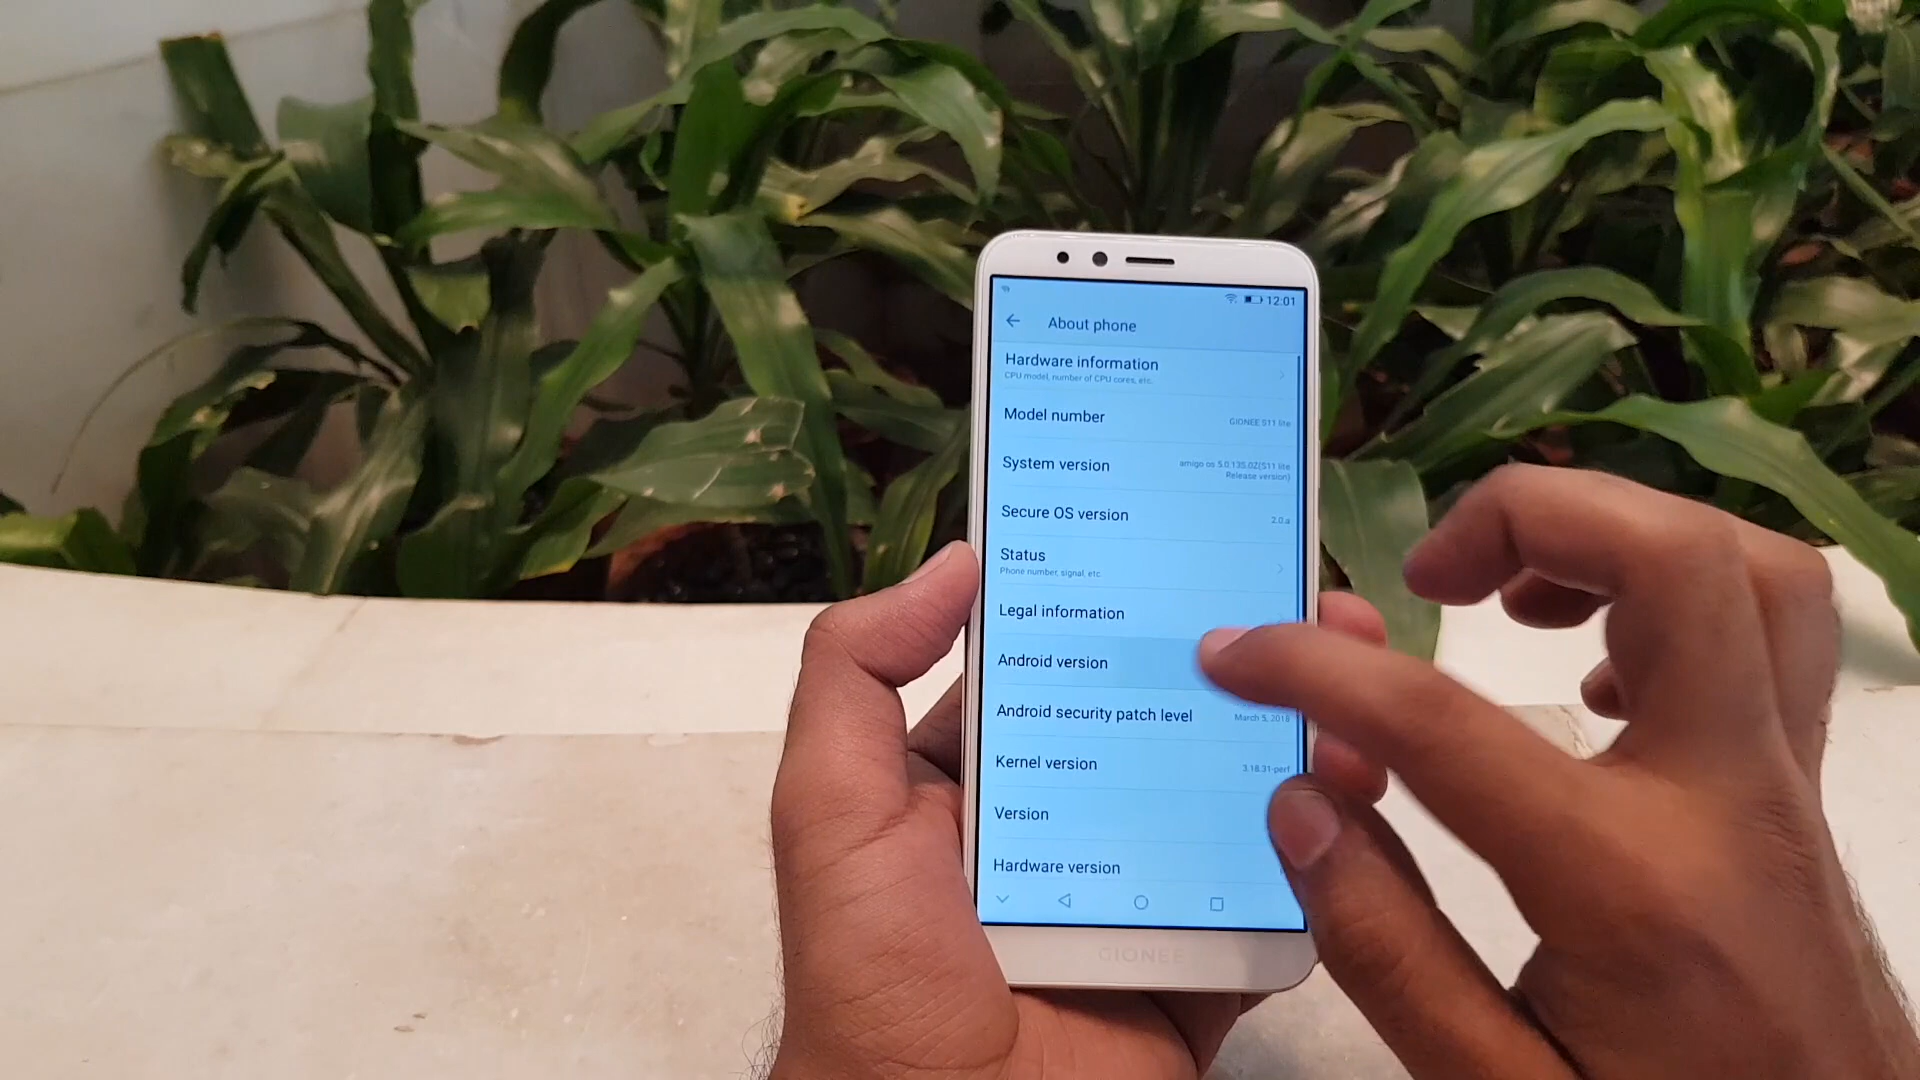 12:01
About phone
Hardware information
CPU model, number of CPU cores, etc.
Model number
GIONEE S11 lite
System version
amigo os 5.0.135.02(S11 lite
Release version)
Secure OS version
2.0.a
Status
Phone number, signal, etc.
Legal information
Android version
Android security patch level
March 5, 2018
Kernel version
3.18.31-perf
Version
Hardware version
GIONEE